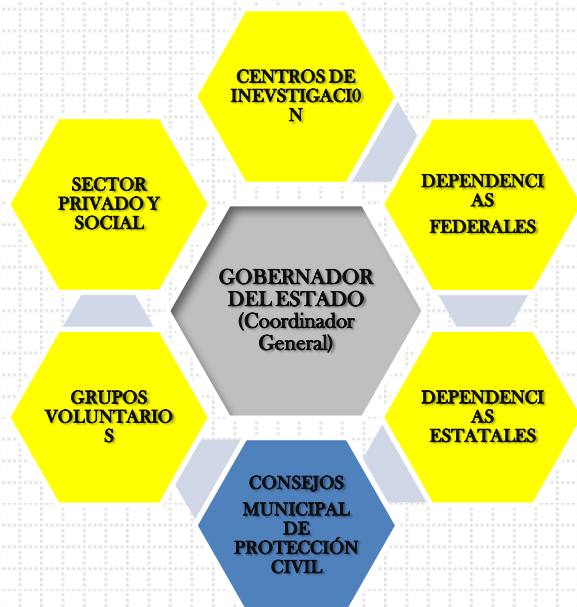 CENTROS DE
INEVSTIGACI0
N
SECTOR
PRIVADO Y
SOCIAL
DEPENDENCI
AS
FEDERALES
GOBERNADOR
DEL ESTADO
(Coordinador
General)
GRUPOS
VOLUNTARIO
S
DEPENDENCI
AS
ESTATALES
CONSEJOS
MUNICIPAL
DE
PROTECCIÓN
CIVIL